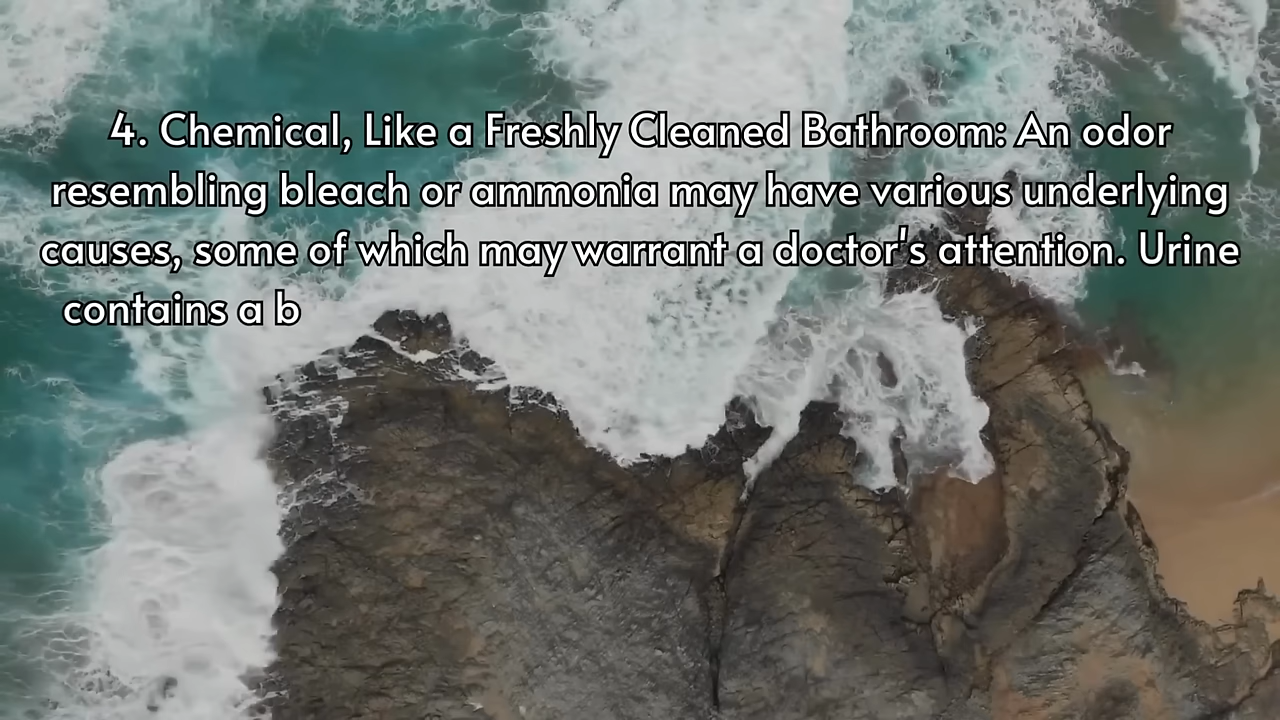 4. Chemical, Like a Freshly Cleaned Bathroom: An odor
resembling bleach or ammonia may have various underlying
causes, some of which may warrant a doctor's attention. Urine
contains a b